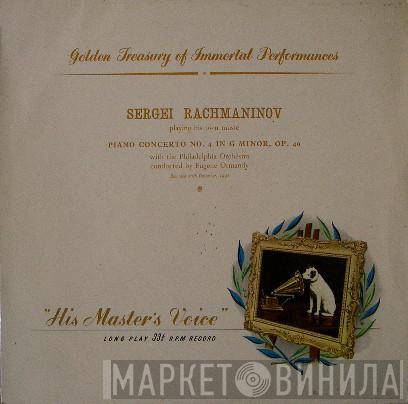 Golden Treasury of Immortal Performances
SERGEI RACHMANINOV
playing his own music
PIANO CONCERTO NO. 4 IN G MINOR, OP. 40
with the Philadelphia Orchestra
conducted by Eugene Ormandy
"His Master's Voice"
LONG PLAY 33⅓ R.P.M RECORD
МАРКЕТ ВИНИЛА